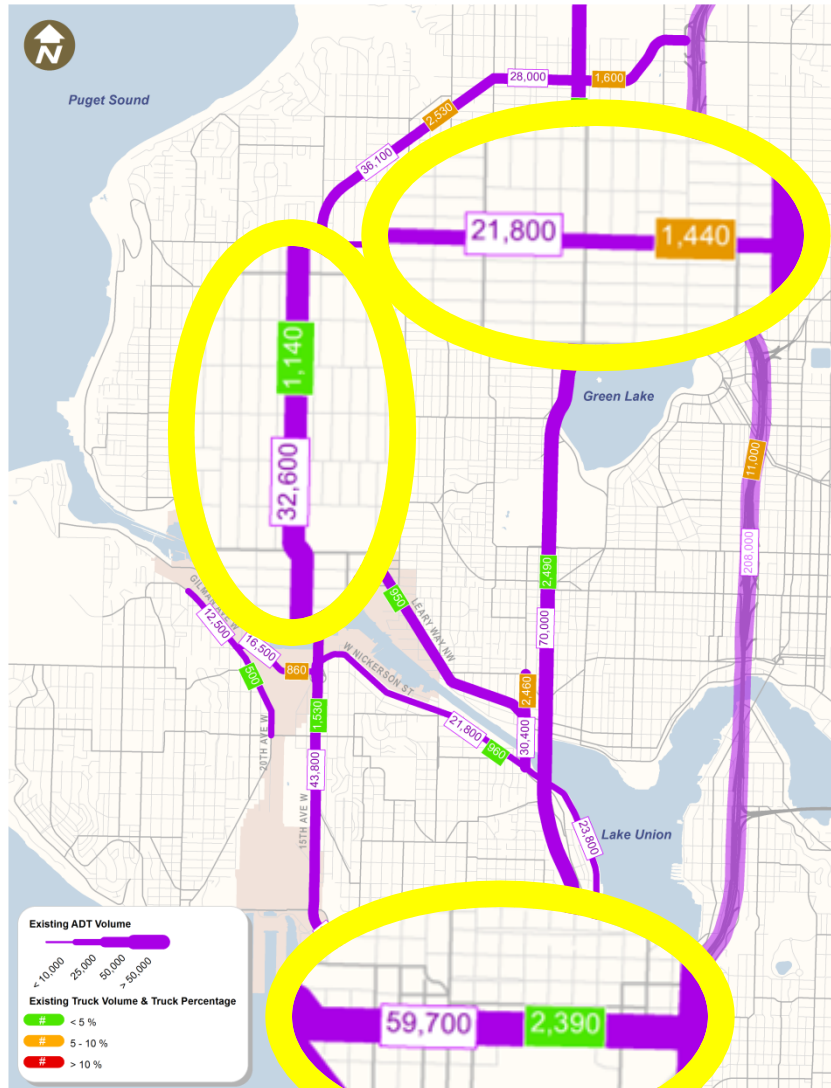 N
Puget Sound
28,000
1,600
2,530
36,100
21,800
1,440
1,140
32,600
Green Lake
11,000
208,000
2,490
70,000
950
LEARY WAY NW
GILMAN AVE W
12,500
16,500
600
860
W NICKERSON ST
2,460
30,400
21,800
960
1,530
43,800
20TH AVE W
15TH AVE W
23,800
Lake Union
59,700
2,390
Existing ADT Volume
< 10,000
25,000
50,000
> 50,000
Existing Truck Volume & Truck Percentage
# < 5 %
# 5 - 10 %
# > 10 %